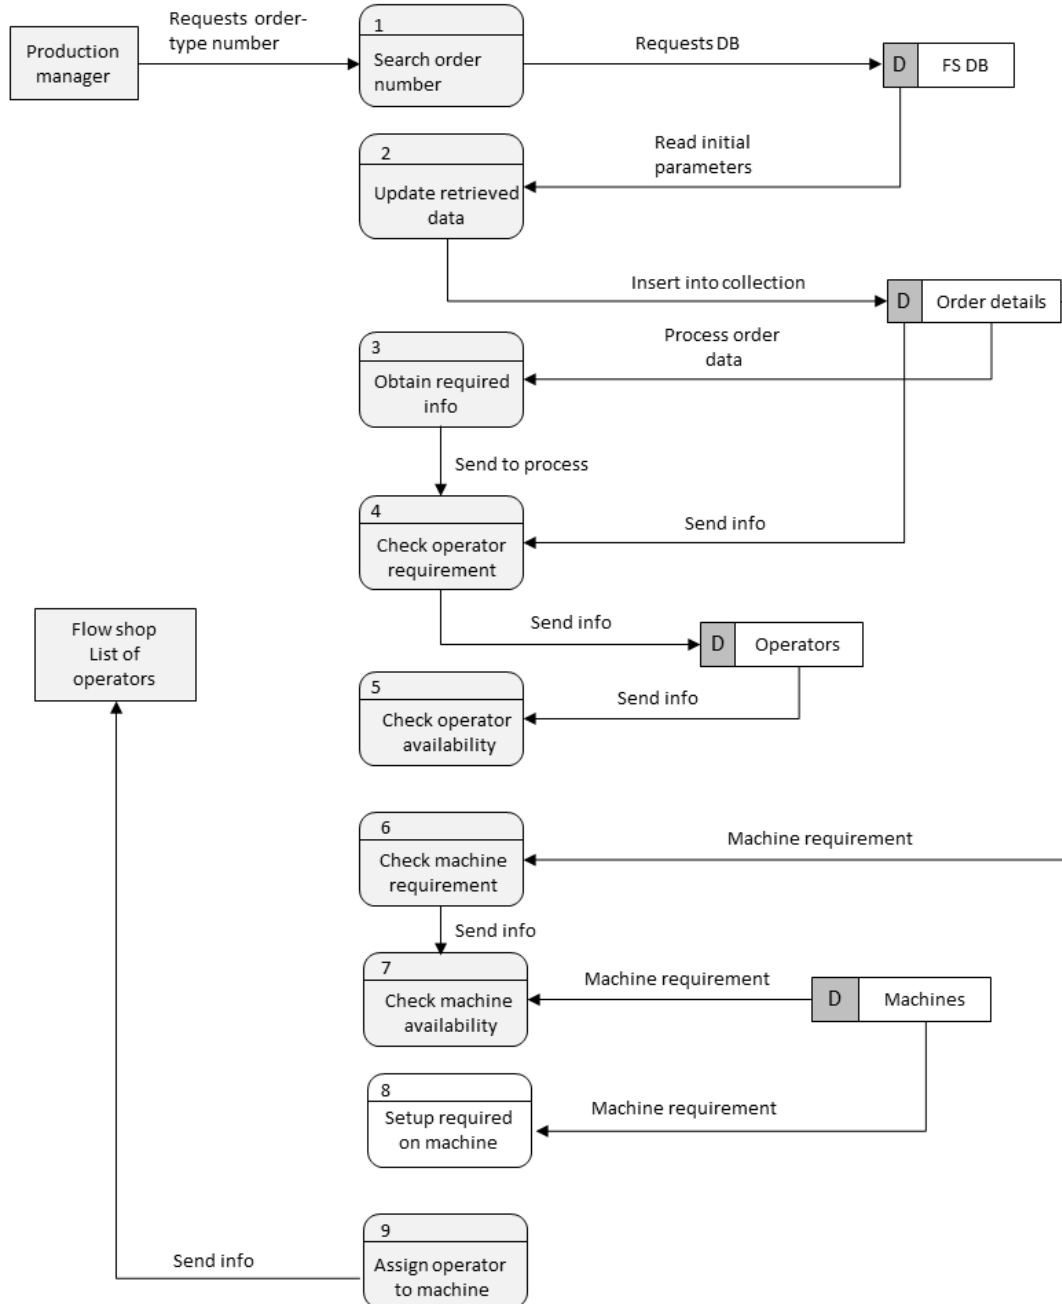 Requests order-
type number
Production
manager
1
Search order
number
Requests DB
D
FS DB
Read initial
parameters
2
Update retrieved
data
Insert into collection
D
Order details
Process order
data
3
Obtain required
info
Send to process
4
Check operator
requirement
Send info
Flow shop
List of
operators
Send info
D
Operators
5
Check operator
availability
Send info
6
Check machine
requirement
Machine requirement
Send info
7
Check machine
availability
Machine requirement
D
Machines
8
Setup required
on machine
Machine requirement
9
Assign operator
to machine
Send info